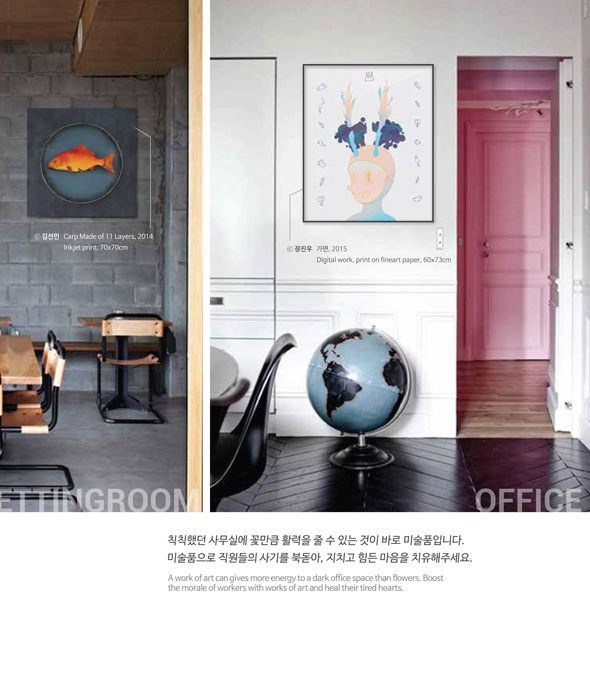 ⓒ 김선민 Carp Made of 11 Layers, 2014
Inkjet print, 70x70cm
ⓒ 장진우 가면, 2015
Digital work, print on fineart paper, 60x73cm
ETTINGROOM
OFFICE
칙칙했던 사무실에 꽃만큼 활력을 줄 수 있는 것이 바로 미술품입니다.
미술품으로 직원들의 사기를 북돋아, 지치고 힘든 마음을 치유해주세요.
A work of art can gives more energy to a dark office space than flowers. Boost
the morale of workers with works of art and heal their tired hearts.